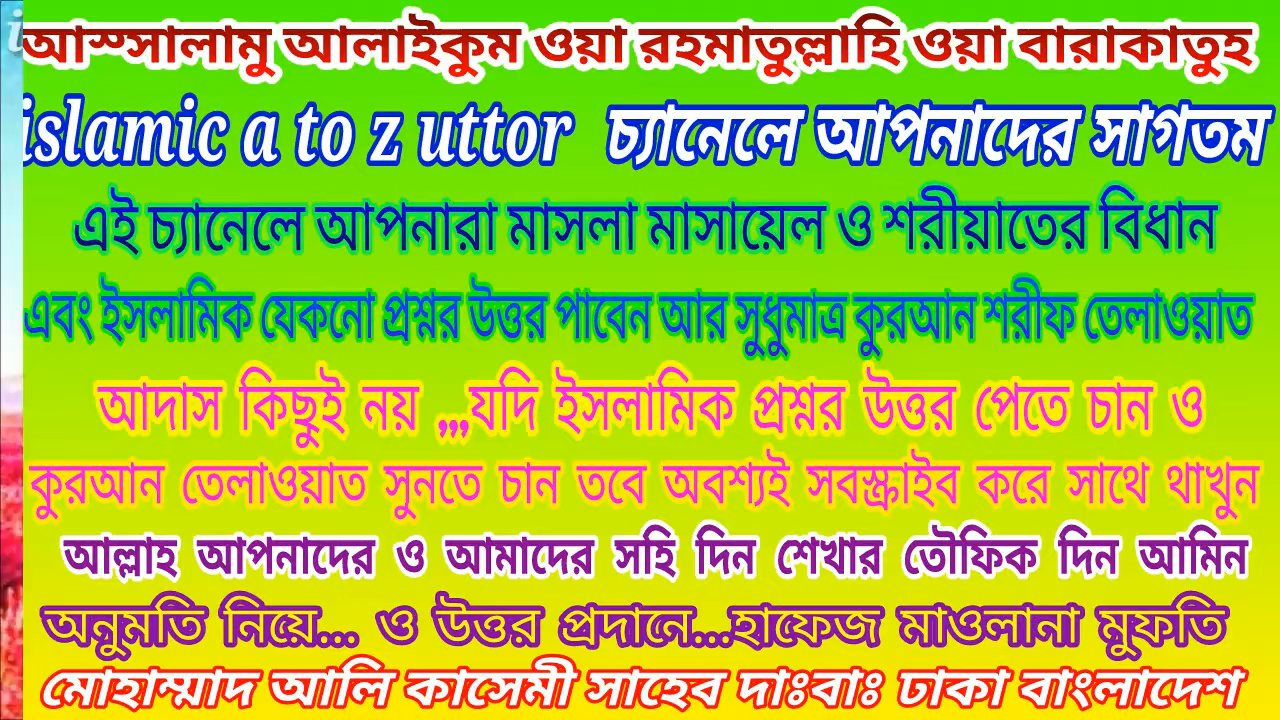 আস্সালামু আলাইকুম ওয়া রহমাতুল্লাহি ওয়া বারাকাতুহ
islamic a to z uttor চ্যানেলে আপনাদের সাগতম
এই চ্যানেলে আপনারা মাসলা মাসায়েল ও শরীয়াতের বিধান
এবং ইসলামিক যেকনো প্রশ্নর উত্তর পাবেন আর সুধুমাত্র কুরআন শরীফ তেলাওয়াত
আদাস কিছুই নয় ,,,যদি ইসলামিক প্রশ্নর উত্তর পেতে চান ও
কুরআন তেলাওয়াত সুনতে চান তবে অবশ্যই সবস্ক্রাইব করে সাথে থাখুন
আল্লাহ আপনাদের ও আমাদের সহি দিন শেখার তৌফিক দিন আমিন
অনুমতি নিয়ে... ও উত্তর প্রদানে...হাফেজ মাওলানা মুফতি
মোহাম্মাদ আলি কাসেমী সাহেব দাঃবাঃ ঢাকা বাংলাদেশ